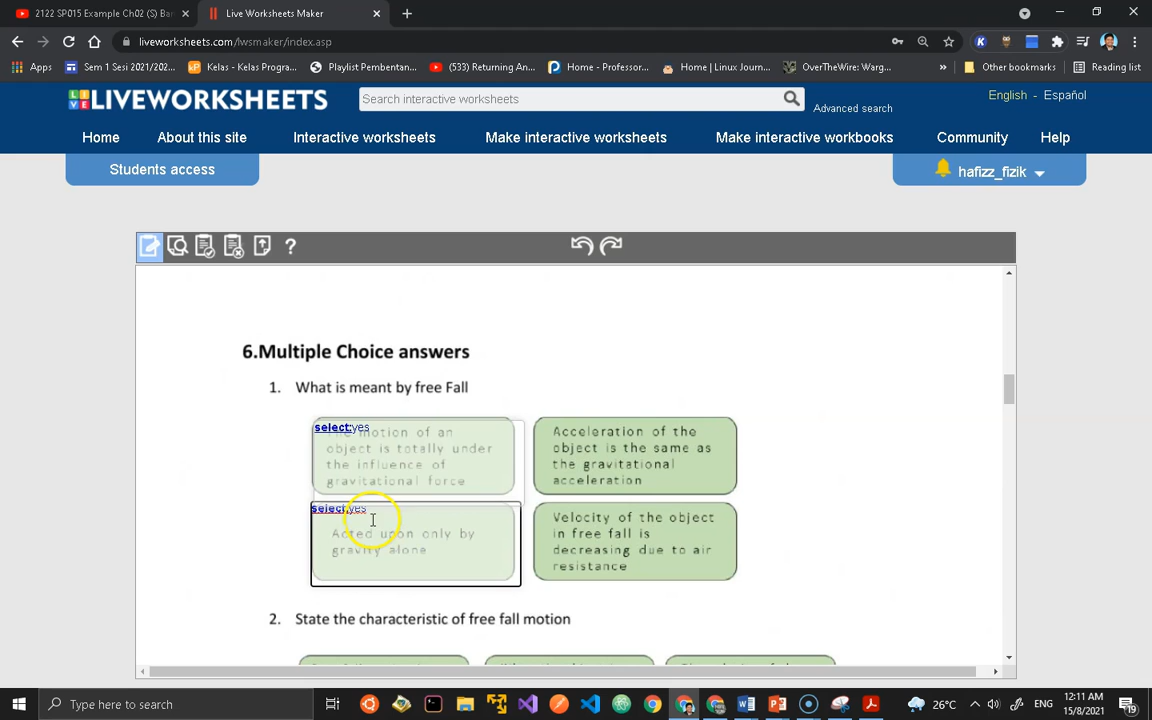 2122 SP015 Example Ch02 (S) Bar
Live Worksheets Maker
liveworksheets.com/lwsmaker/index.asp
Apps
Sem 1 Sesi 2021/202...
Kelas - Kelas Progra...
Playlist Pembentan...
(533) Returning An...
Home - Professor...
Home | Linux Journ...
OverTheWire: Warg...
»
Other bookmarks
Reading list
LIVEWORKSHEETS
Search interactive worksheets
Advanced search
English - Español
Home
About this site
Interactive worksheets
Make interactive worksheets
Make interactive workbooks
Community
Help
Students access
hafizz_fizik
?
6.Multiple Choice answers
1. What is meant by free Fall
select:yes
The motion of an
object is totally under
the influence of
gravitational force
Acceleration of the
object is the same as
the gravitational
acceleration
select:yes
Acted upon only by
gravity alone
Velocity of the object
in free fall is
decreasing due to air
resistance
2. State the characteristic of free fall motion
Type here to search
26°C
ENG
12:11 AM
15/8/2021
19